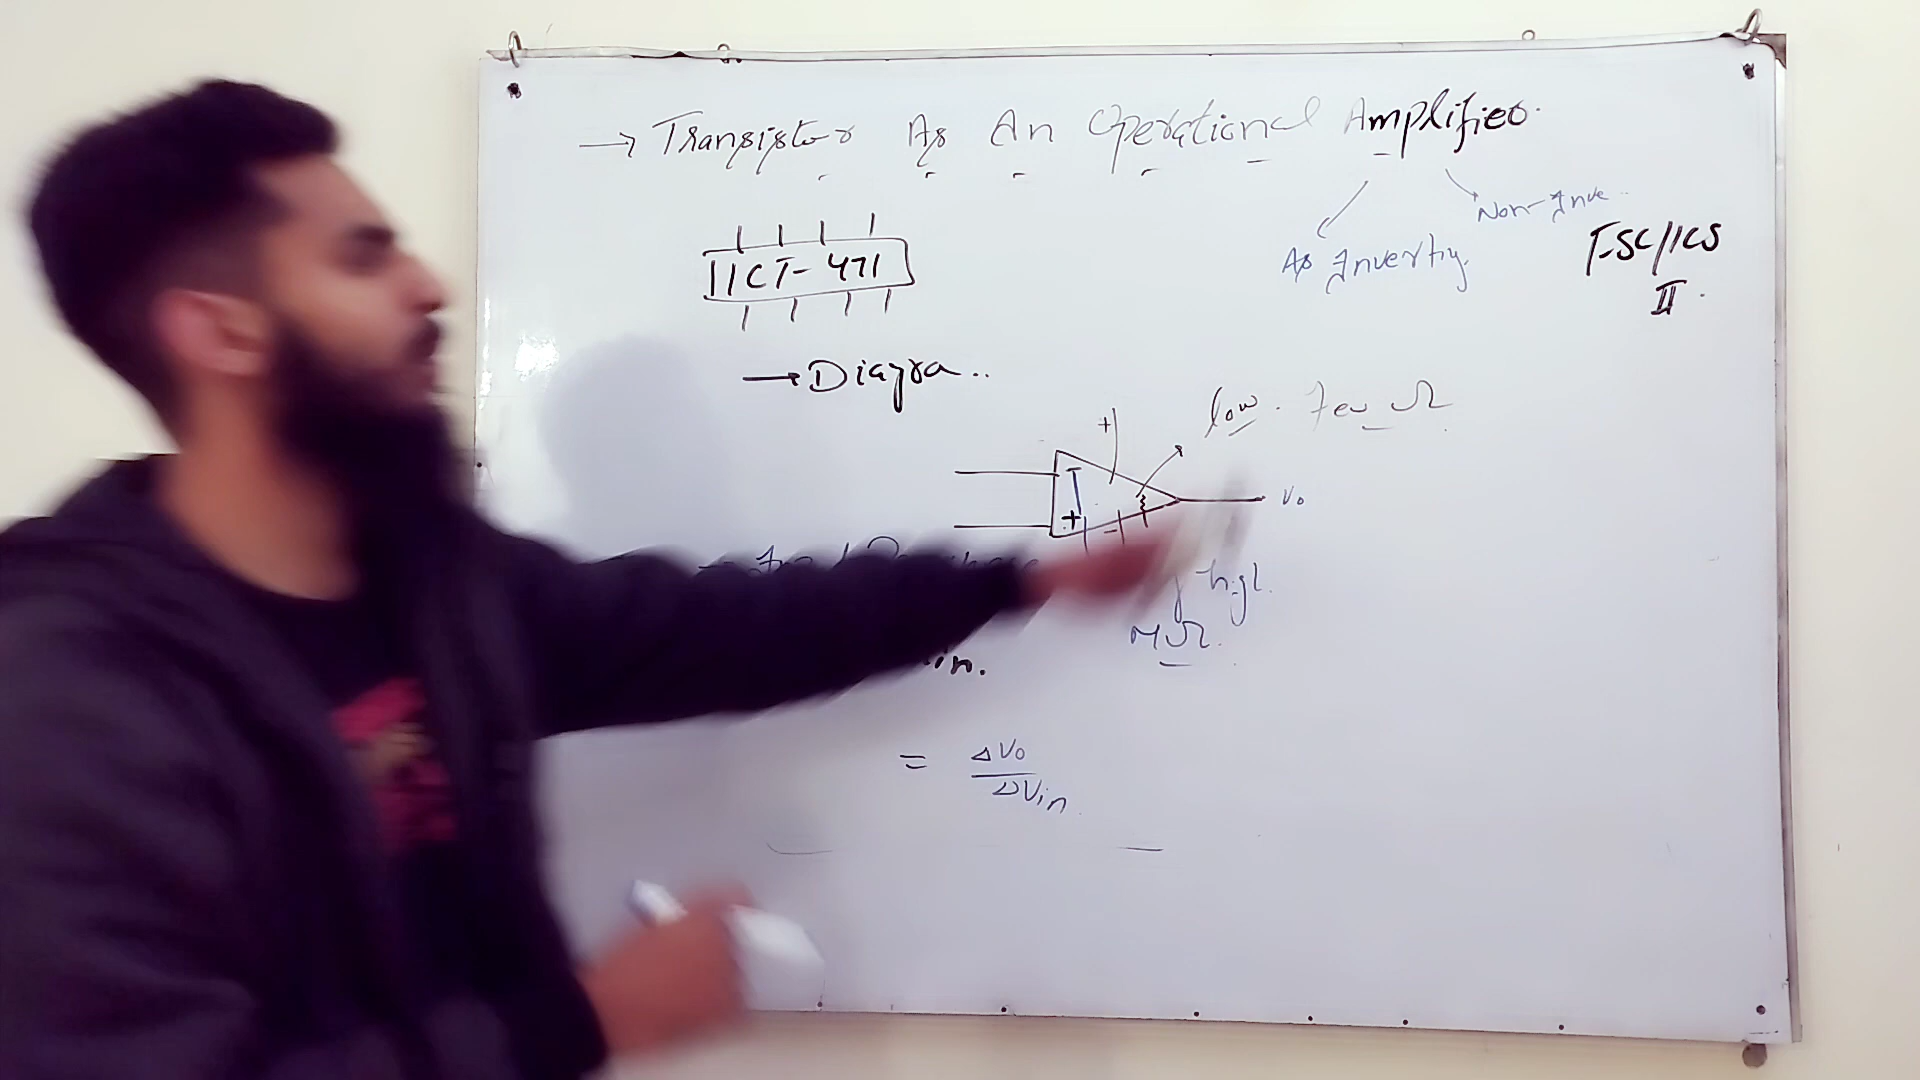 → Transistor As An Operational Amplifier.
Non-Inve..
As Inverting.
F-SC/ICS
II.
IICT-471
→ Diagra..
low. Few Ω
+
-
+
-
Vo
high.
MΩ.
in.
= ΔVo
ΔVin.